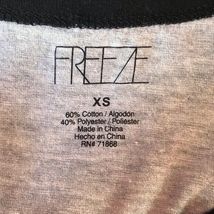 FREEZE
XS
60% Cotton / Algodon
40% Polyester / Poliester
Made in China
Hecho en China
RN# 71868